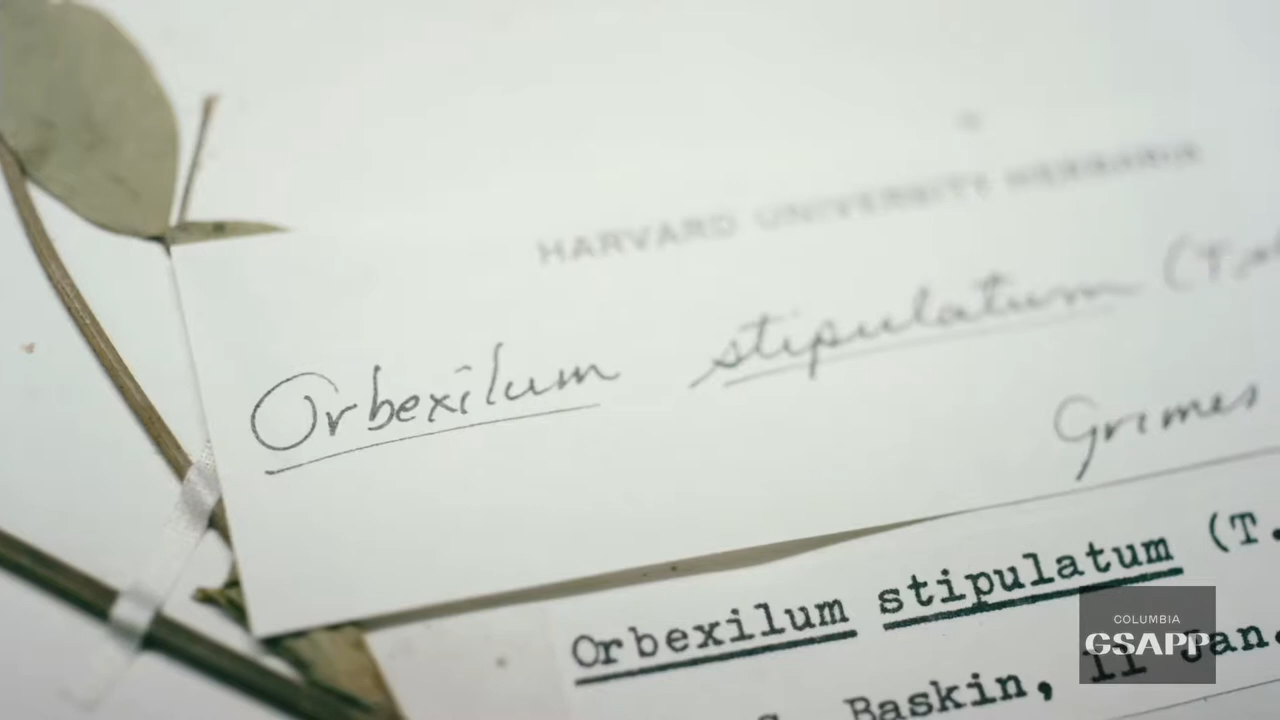 HARVARD UNIVERSITY HERBARIA
Orbexilum stipulatum (T.
Grimes
Orbexilum stipulatum (T.
S. Baskin, 11 Jan.
COLUMBIA
GSAPP